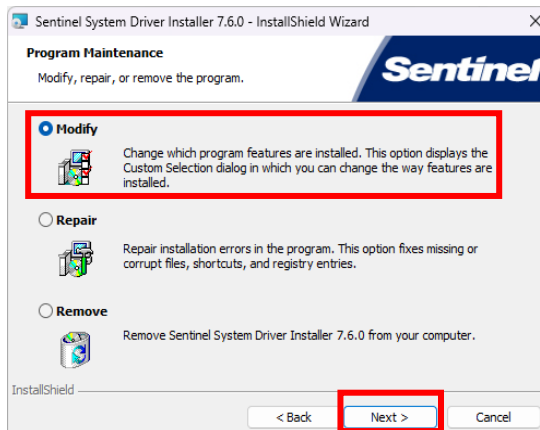 Sentinel System Driver Installer 7.6.0 - InstallShield Wizard
Program Maintenance
Modify, repair, or remove the program.
Sentinel
Modify
Change which program features are installed. This option displays the
Custom Selection dialog in which you can change the way features are
installed.
Repair
Repair installation errors in the program. This option fixes missing or
corrupt files, shortcuts, and registry entries.
Remove
Remove Sentinel System Driver Installer 7.6.0 from your computer.
InstallShield
< Back
Next >
Cancel